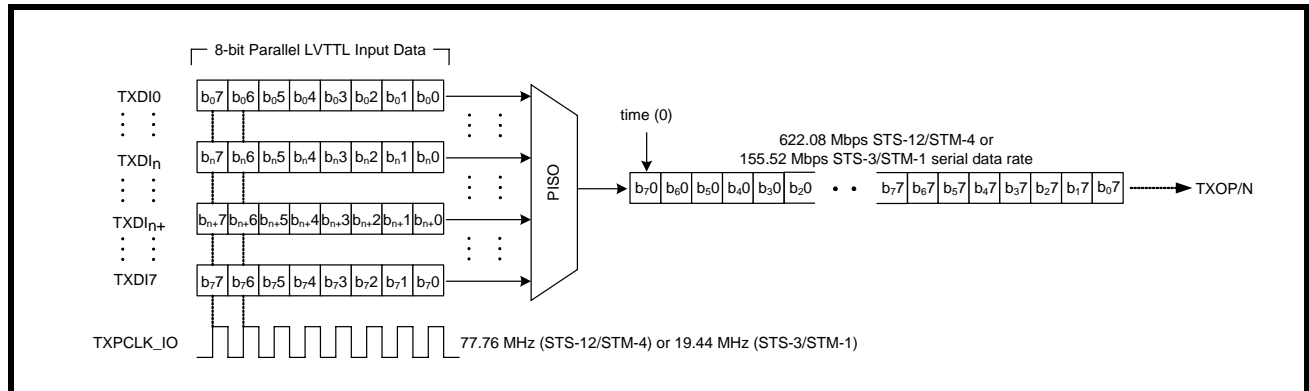 8-bit Parallel LVTTL Input Data
TXDI0 b₀7 b₀6 b₀5 b₀4 b₀3 b₀2 b₀1 b₀0
TXDIₙ bₙ7 bₙ6 bₙ5 bₙ4 bₙ3 bₙ2 bₙ1 bₙ0
TXDIₙ₊ bₙ₊7 bₙ₊6 bₙ₊5 bₙ₊4 bₙ₊3 bₙ₊2 bₙ₊1 bₙ₊0
TXDI7 b₇7 b₇6 b₇5 b₇4 b₇3 b₇2 b₇1 b₇0
TXPCLK_IO
77.76 MHz (STS-12/STM-4) or 19.44 MHz (STS-3/STM-1)
PISO
time (0)
622.08 Mbps STS-12/STM-4 or
155.52 Mbps STS-3/STM-1 serial data rate
b₇0 b₆0 b₅0 b₄0 b₃0 b₂0 b₇7 b₆7 b₅7 b₄7 b₃7 b₂7 b₁7 b₀7
TXOP/N